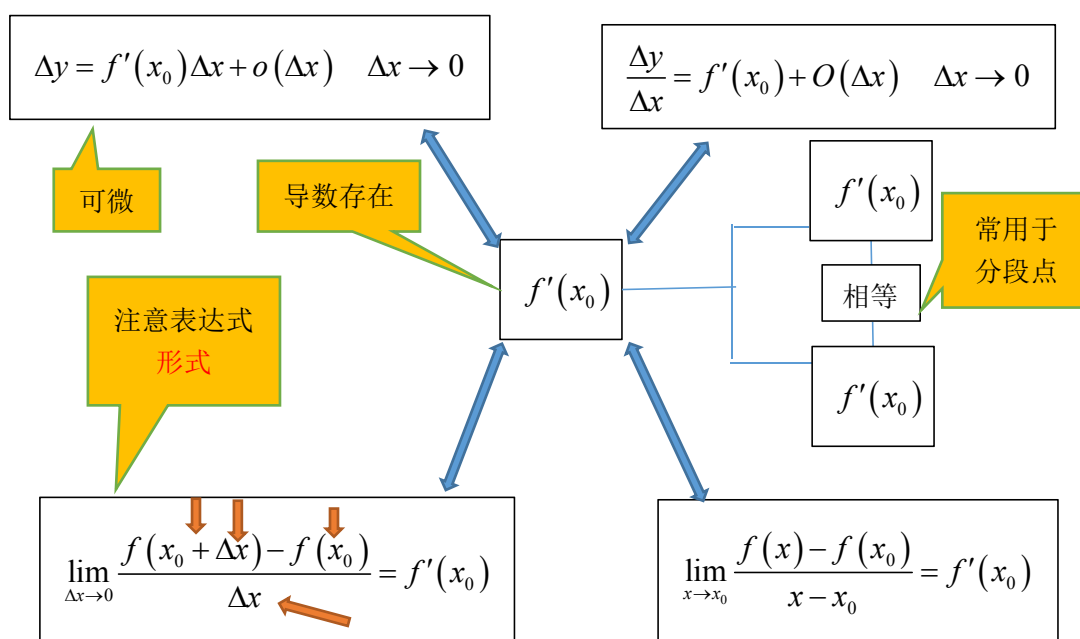 Δy = f′(x₀)Δx + o(Δx)  Δx → 0
Δy/Δx = f′(x₀) + O(Δx)  Δx → 0
可微
导数存在
f′(x₀)
常用于
分段点
f′(x₀)
相等
注意表达式
形式
f′(x₀)
lim_{Δx→0} (f(x₀ + Δx) − f(x₀))/Δx = f′(x₀)
lim_{x→x₀} (f(x) − f(x₀))/(x − x₀) = f′(x₀)